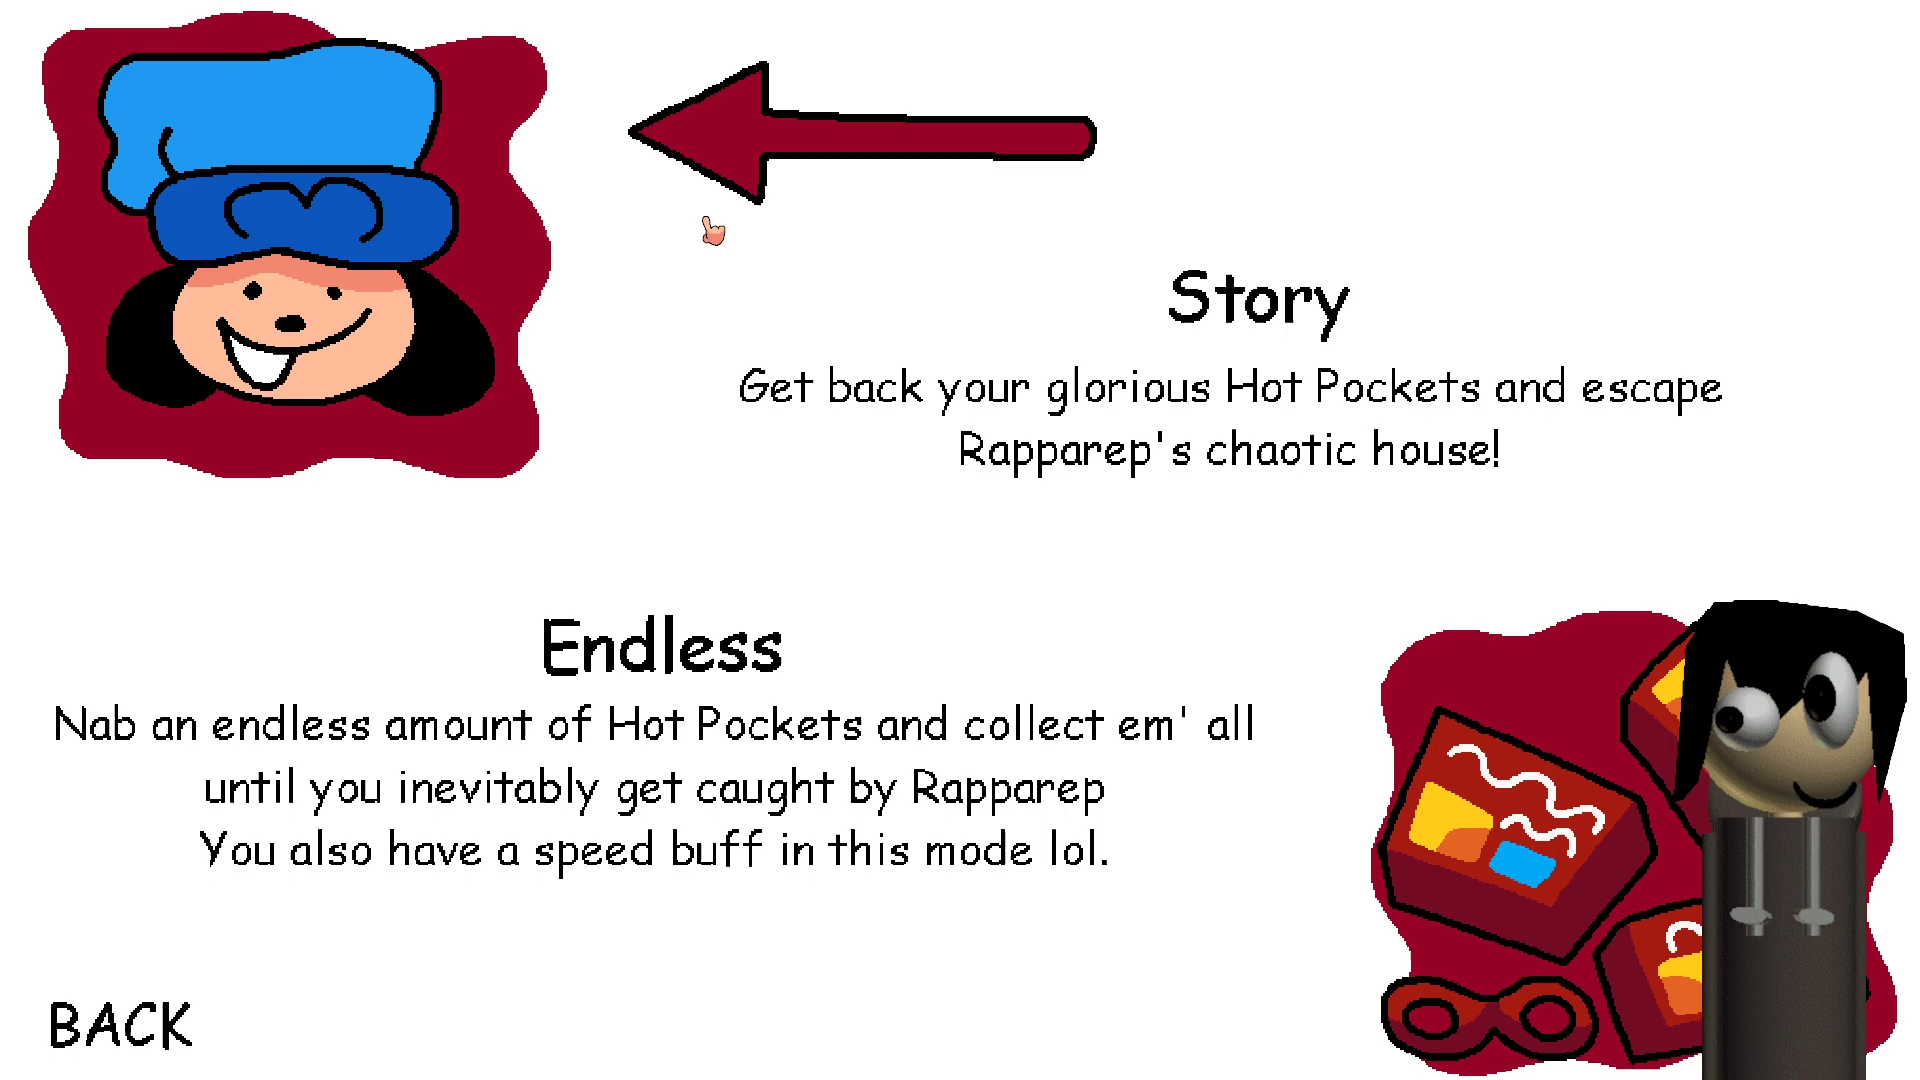 Story
Get back your glorious Hot Pockets and escape
Rapparep's chaotic house!
Endless
Nab an endless amount of Hot Pockets and collect em' all
until you inevitably get caught by Rapparep
You also have a speed buff in this mode lol.
BACK